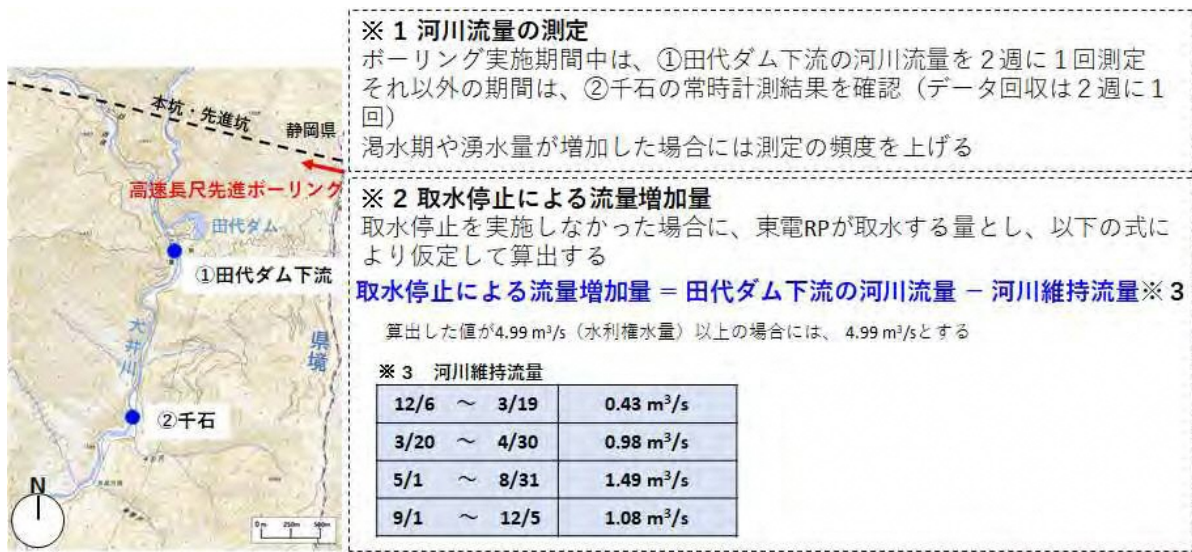 本坑・先進坑
静岡県
高速長尺先進ボーリング
田代ダム
①田代ダム下流
大井川
県境
②千石
N
0m 250m 500m
※1 河川流量の測定
ボーリング実施期間中は、①田代ダム下流の河川流量を2週に1回測定
それ以外の期間は、②千石の常時計測結果を確認（データ回収は2週に1
回）
渇水期や湧水量が増加した場合には測定の頻度を上げる
※2 取水停止による流量増加量
取水停止を実施しなかった場合に、東電RPが取水する量とし、以下の式に
より仮定して算出する
取水停止による流量増加量 = 田代ダム下流の河川流量 − 河川維持流量※3
算出した値が4.99 m³/s（水利権水量）以上の場合には、 4.99 m³/sとする
※3 河川維持流量
12/6 ～ 3/19 0.43 m³/s
3/20 ～ 4/30 0.98 m³/s
5/1 ～ 8/31 1.49 m³/s
9/1 ～ 12/5 1.08 m³/s